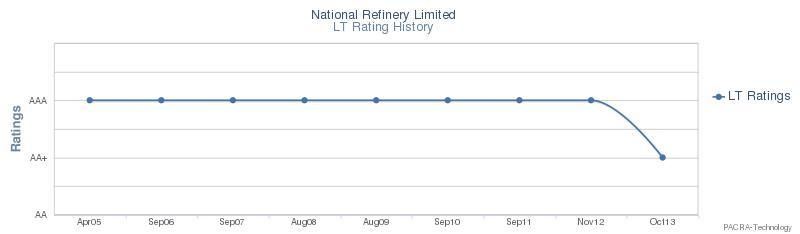 National Refinery Limited
LT Rating History
Ratings
AAA
AA+
AA
LT Ratings
Apr05 Sep06 Sep07 Aug08 Aug09 Sep10 Sep11 Nov12 Oct13
PACRA-Technology